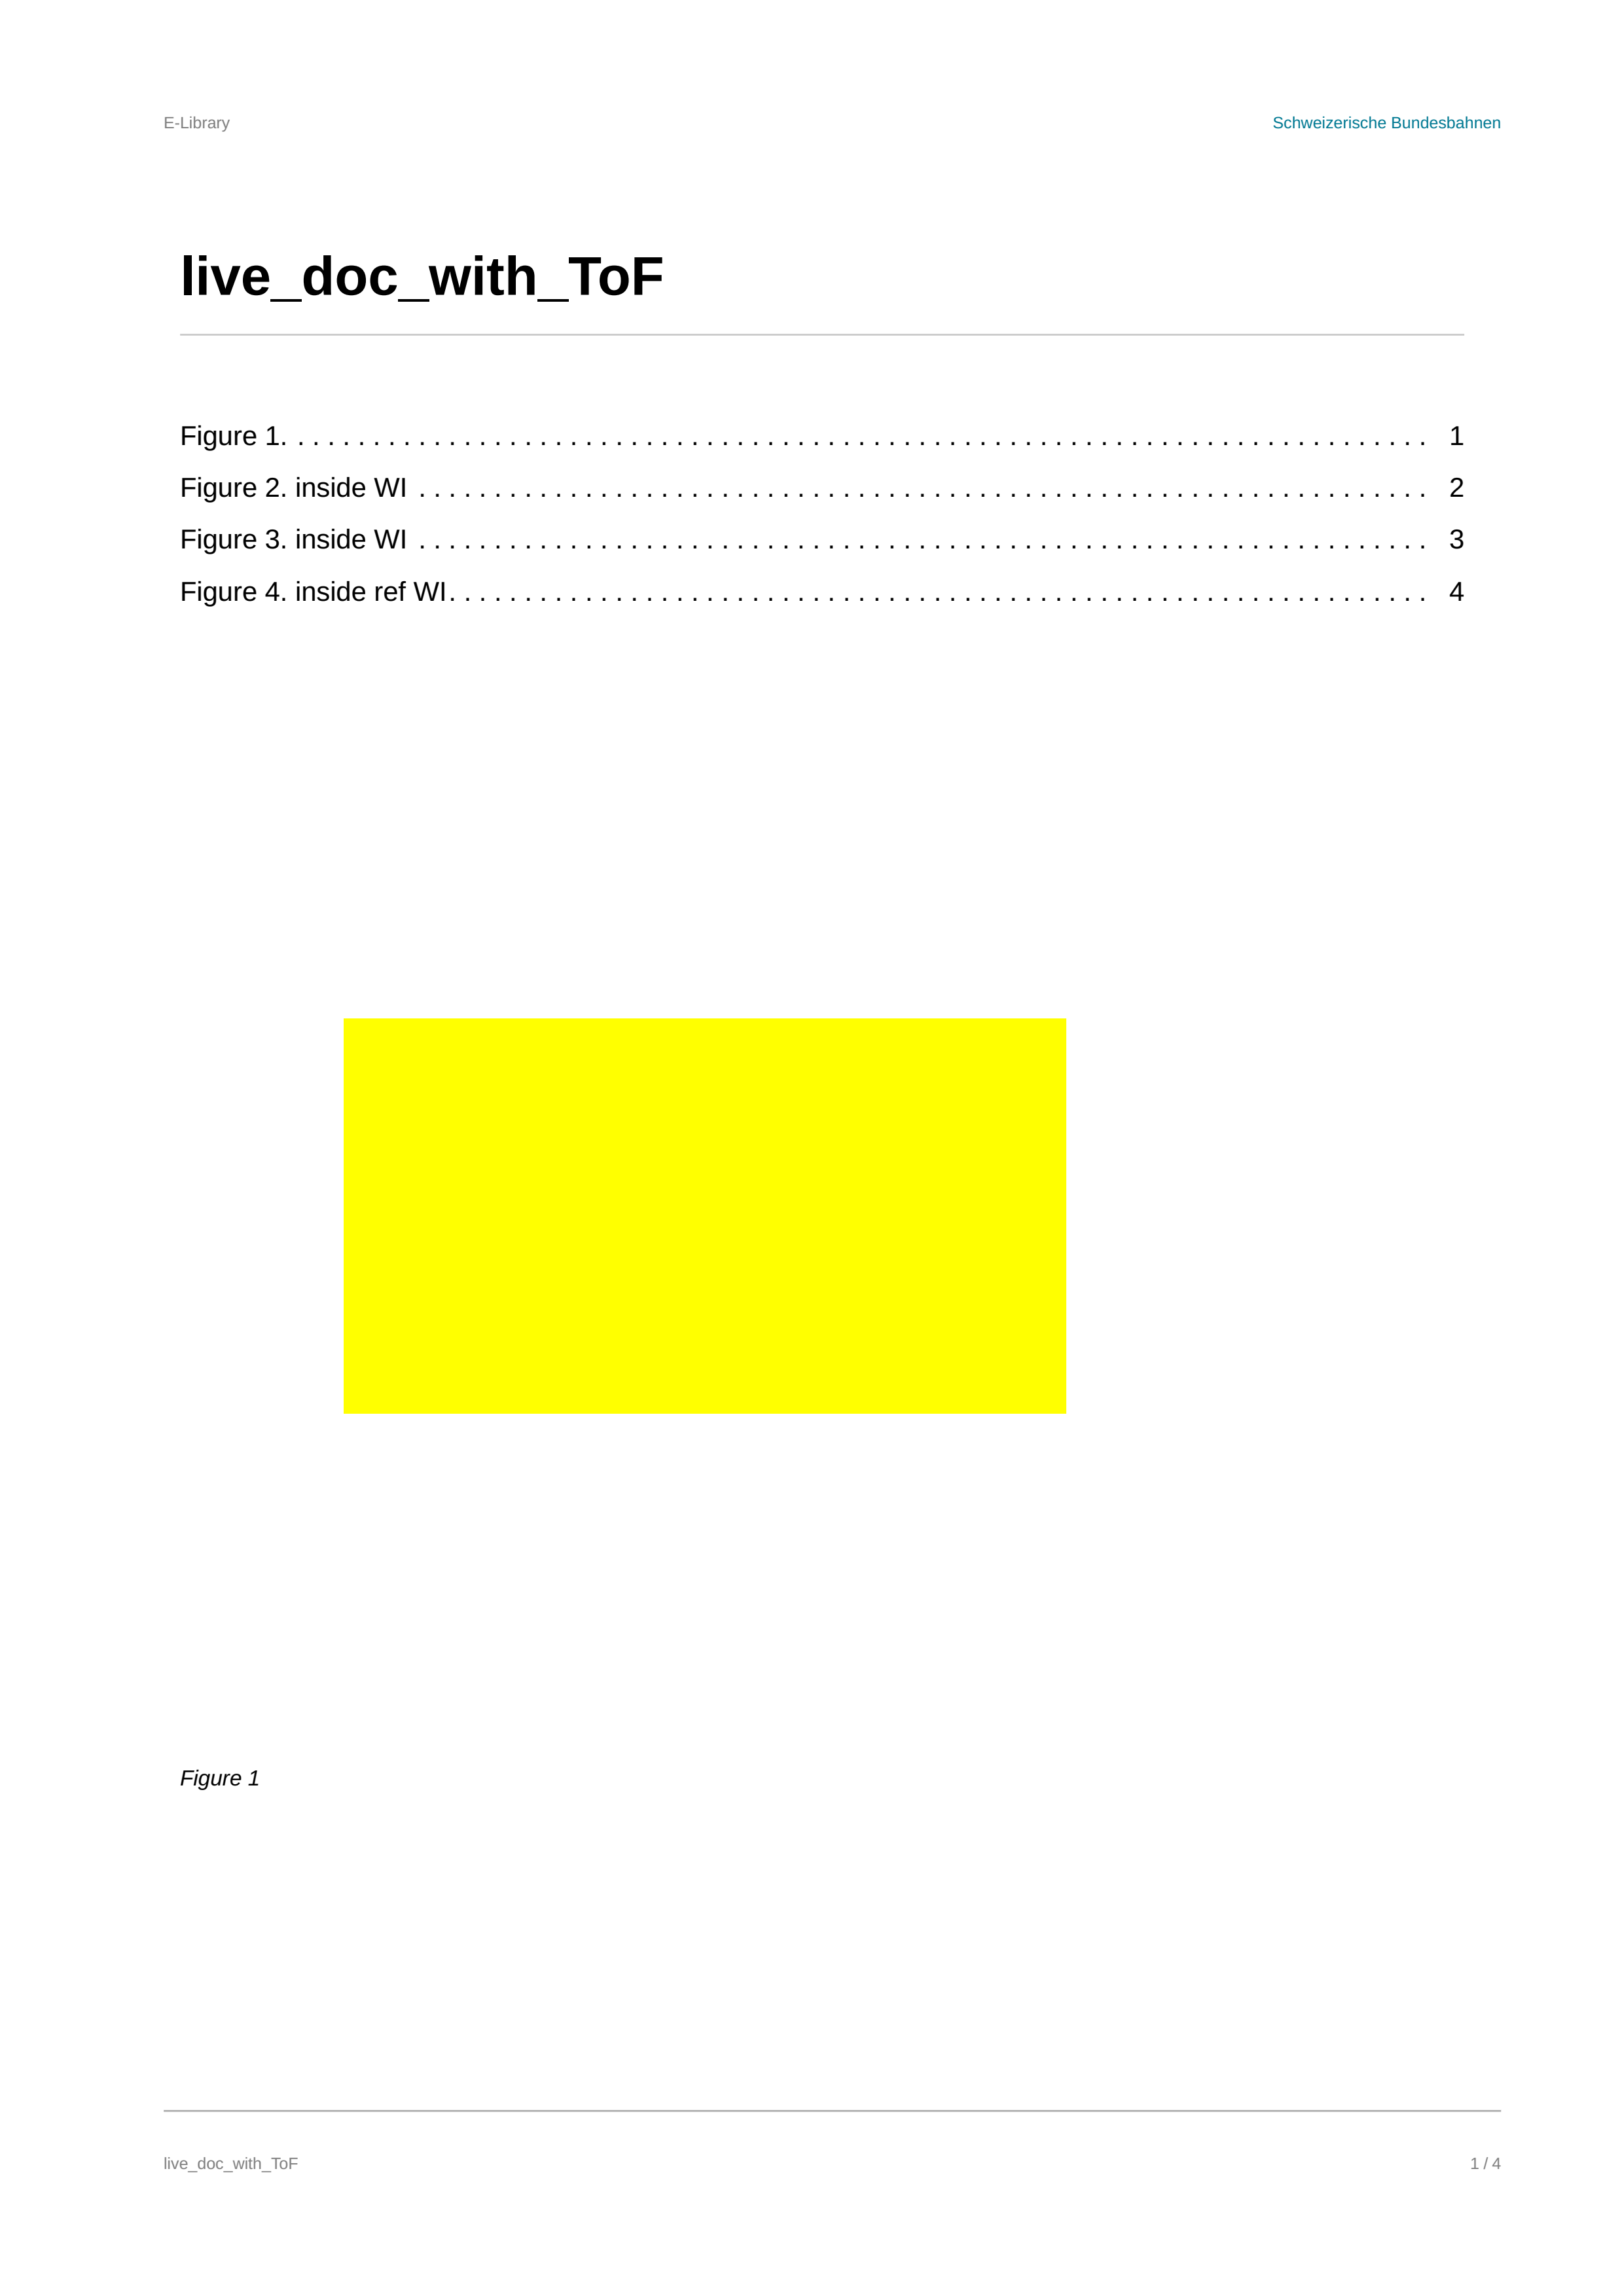 E-Library Schweizerische Bundesbahnen
live_doc_with_ToF
Figure 1. . . . . . . . . . . . . . . . . . . . . . . . . . . . . . . . . . . . . . . . . . . . . . . . . . . . . . . . . . . . . . . . . . . . . . . . . . . . 1
Figure 2. inside WI . . . . . . . . . . . . . . . . . . . . . . . . . . . . . . . . . . . . . . . . . . . . . . . . . . . . . . . . . . . . . . . . . . . 2
Figure 3. inside WI . . . . . . . . . . . . . . . . . . . . . . . . . . . . . . . . . . . . . . . . . . . . . . . . . . . . . . . . . . . . . . . . . . . 3
Figure 4. inside ref WI. . . . . . . . . . . . . . . . . . . . . . . . . . . . . . . . . . . . . . . . . . . . . . . . . . . . . . . . . . . . . . . . . 4
Figure 1
live_doc_with_ToF 1 / 4